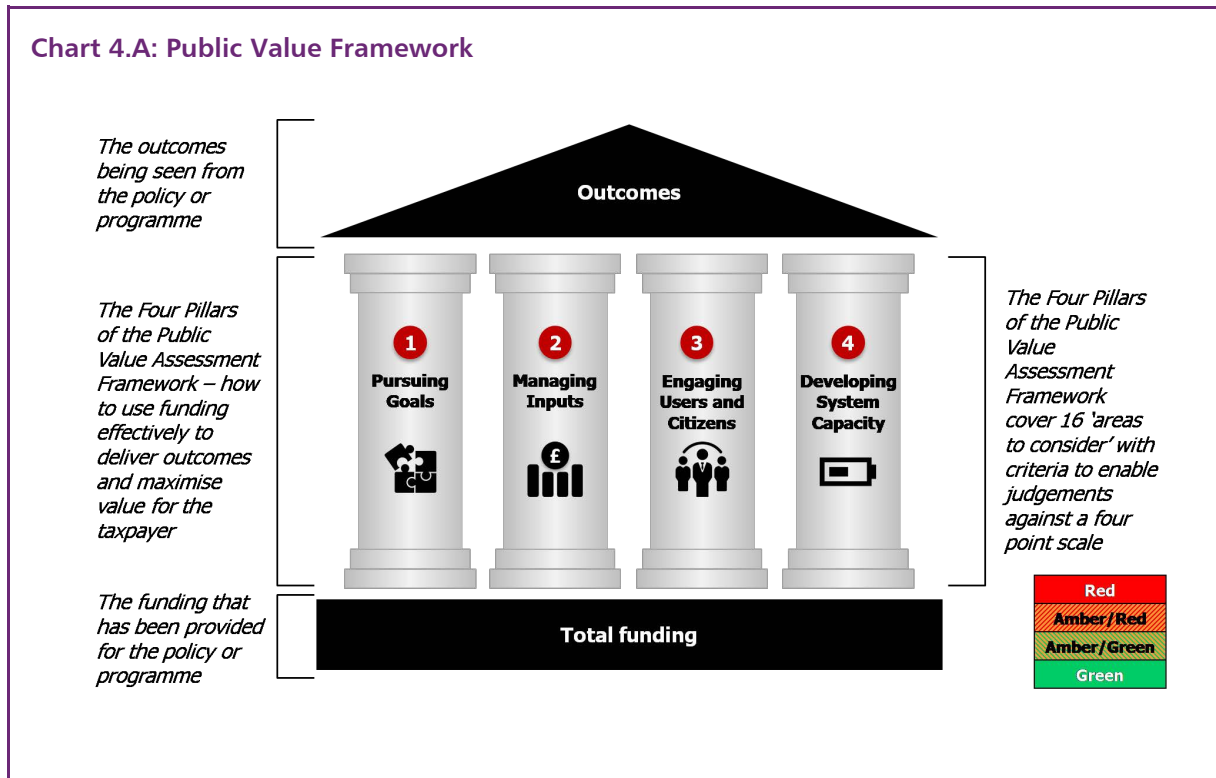 Chart 4.A: Public Value Framework
The outcomes
being seen from
the policy or
programme
Outcomes
The Four Pillars
of the Public
Value Assessment
Framework – how
to use funding
effectively to
deliver outcomes
and maximise
value for the
taxpayer
1
Pursuing
Goals
2
Managing
Inputs
£
3
Engaging
Users and
Citizens
4
Developing
System
Capacity
The Four Pillars
of the Public
Value
Assessment
Framework
cover 16 ‘areas
to consider’ with
criteria to enable
judgements
against a four
point scale
The funding that
has been provided
for the policy or
programme
Total funding
Red
Amber/Red
Amber/Green
Green